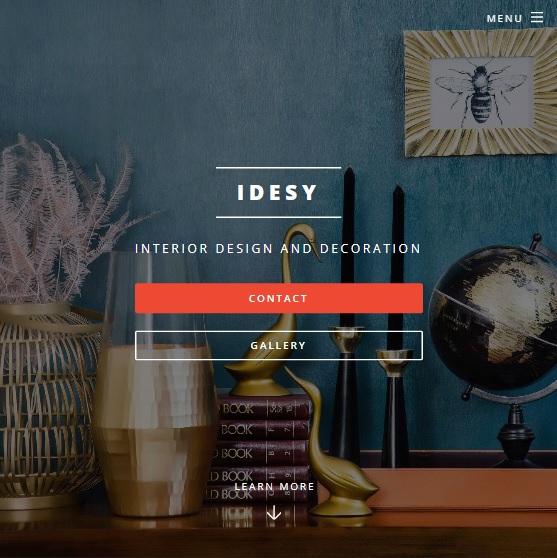 MENU
IDESY
INTERIOR DESIGN AND DECORATION
CONTACT
GALLERY
BOOK
BOOK
BOOK
BOOK
BOOK
LEARN MORE